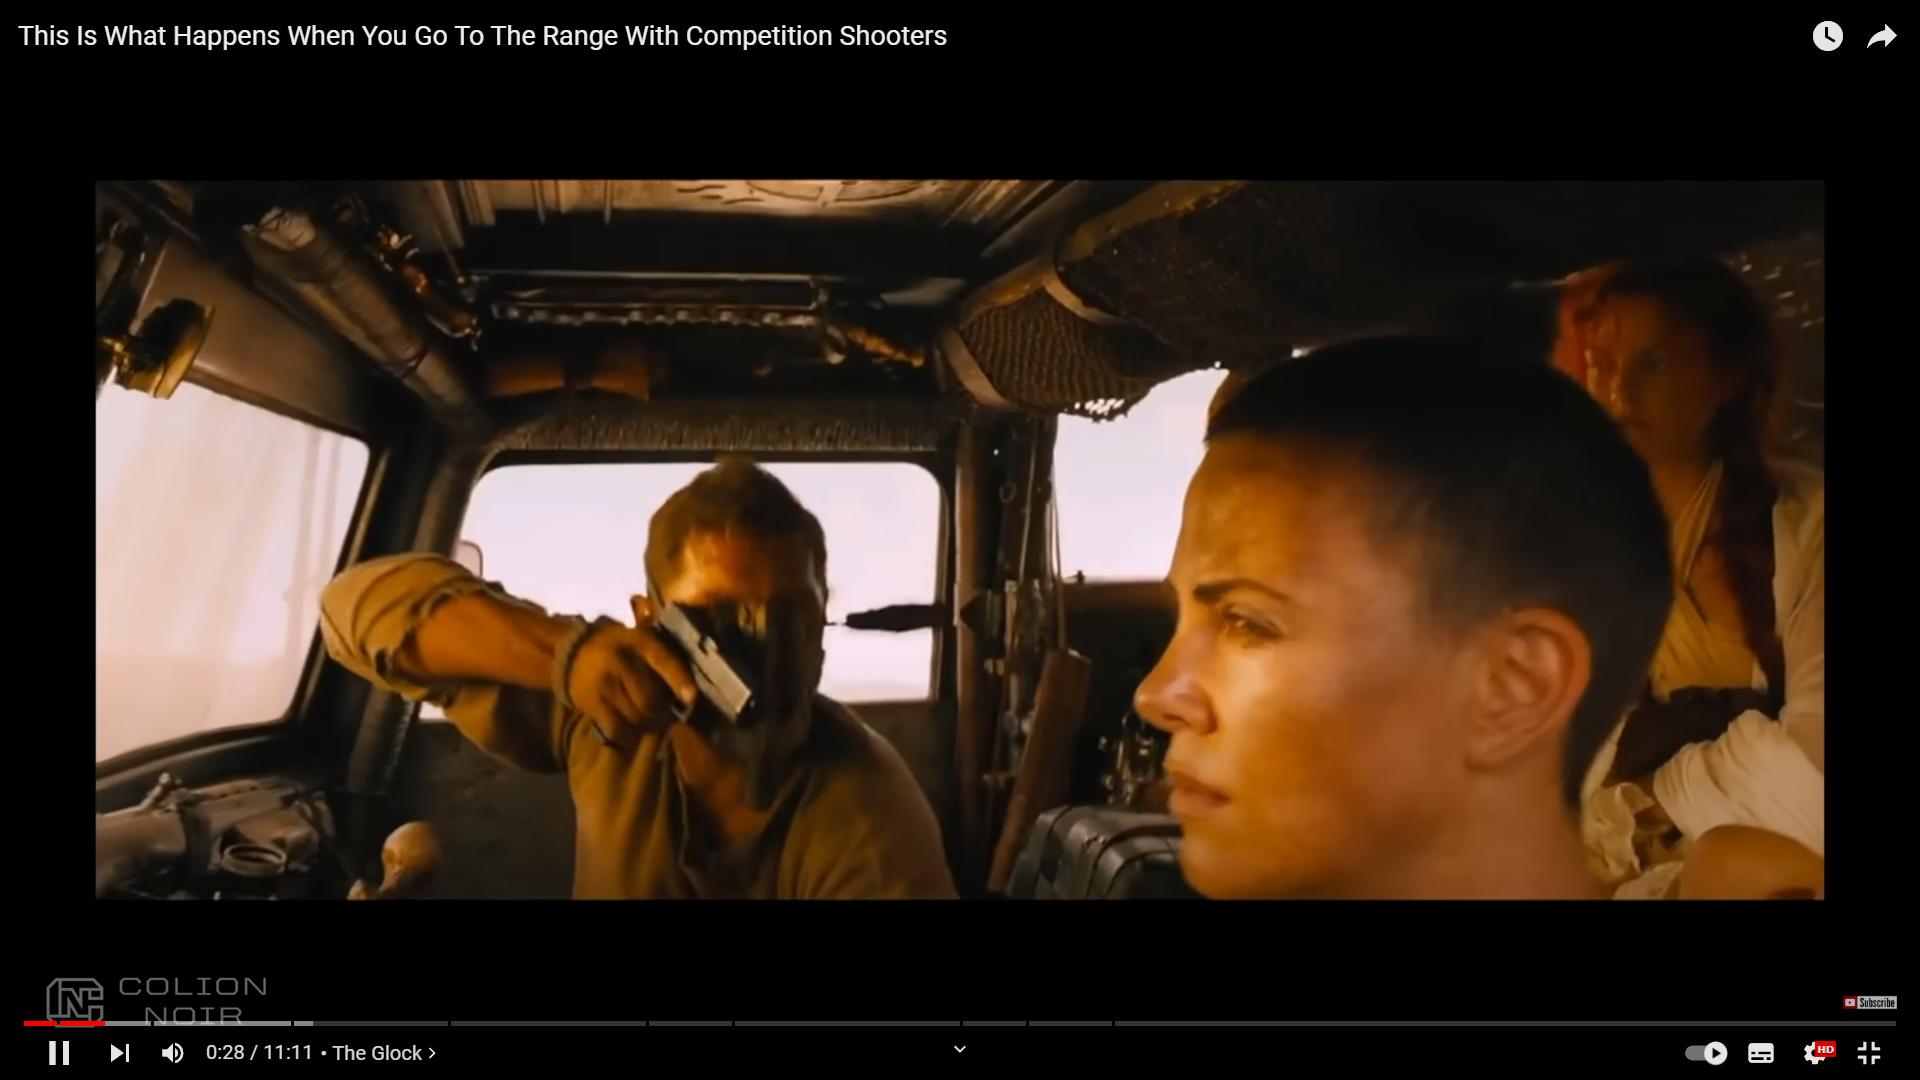 This Is What Happens When You Go To The Range With Competition Shooters
COLION
NOIR
Subscribe
0:28 / 11:11 • The Glock
HD